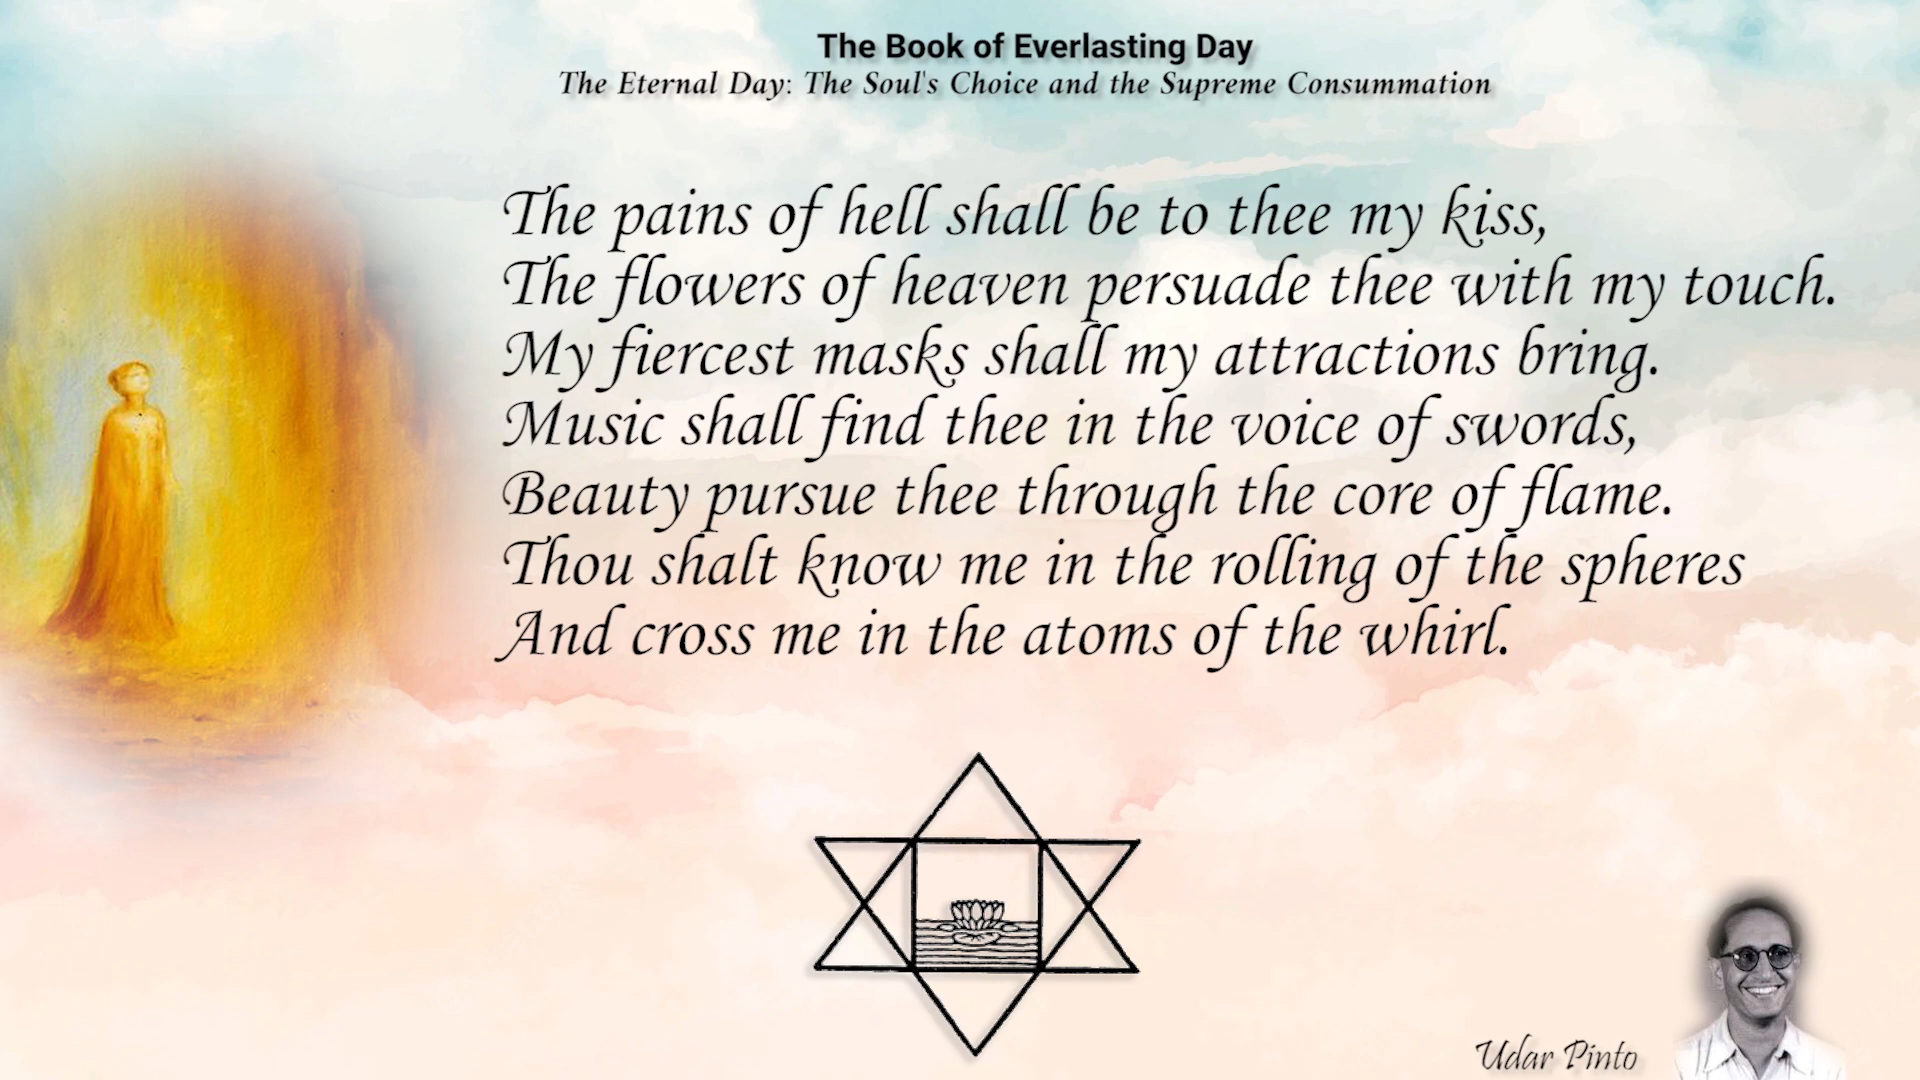 The Book of Everlasting Day
The Eternal Day: The Soul's Choice and the Supreme Consummation
The pains of hell shall be to thee my kiss,
The flowers of heaven persuade thee with my touch.
My fiercest masks shall my attractions bring.
Music shall find thee in the voice of swords,
Beauty pursue thee through the core of flame.
Thou shalt know me in the rolling of the spheres
And cross me in the atoms of the whirl.
Udar Pinto